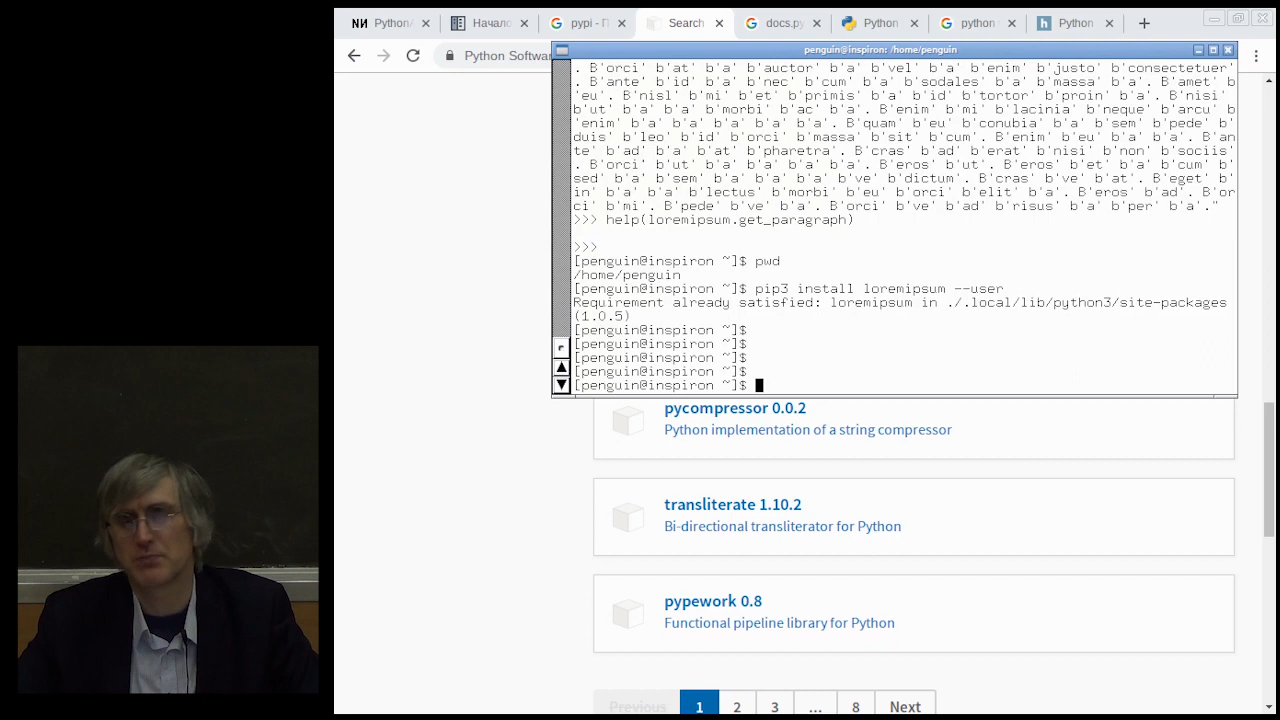 PythonA
Начало
pypi - П
Search
docs.py
Python
python
Python
Python Softwa
penguin@inspiron: /home/penguin
. B'orci' b'at' b'a' b'auctor' b'a' b'vel' b'a' b'enim' b'justo' b'consectetuer'
. B'ante' b'id' b'a' b'nec' b'cum' b'a' b'sodales' b'a' b'massa' b'a'. B'amet' b
'eu'. B'nisl' b'mi' b'et' b'primis' b'a' b'id' b'tortor' b'proin' b'a'. B'nisi'
b'ut' b'a' b'a' b'morbi' b'ac' b'a'. B'enim' b'mi' b'lacinia' b'neque' b'arcu' b
'enim' b'a' b'a' b'a' b'a' b'a'. B'quam' b'eu' b'conubia' b'a' b'sem' b'pede' b'
duis' b'leo' b'id' b'orci' b'massa' b'sit' b'cum'. B'enim' b'eu' b'a' b'a'. B'an
te' b'ad' b'a' b'at' b'pharetra'. B'cras' b'ad' b'erat' b'nisi' b'non' b'sociis'
. B'orci' b'ut' b'a' b'a' b'a' b'a'. B'eros' b'ut'. B'eros' b'et' b'a' b'cum' b'
sed' b'a' b'sem' b'a' b'a' b'a' b've' b'dictum'. B'cras' b've' b'at'. B'eget' b'
in' b'a' b'a' b'lectus' b'morbi' b'eu' b'orci' b'elit' b'a'. B'eros' b'ad'. B'or
ci' b'mi'. B'pede' b've' b'a'. B'orci' b've' b'ad' b'risus' b'a' b'per' b'a'."
>>> help(loremipsum.get_paragraph)
>>>
[penguin@inspiron ~]$ pwd
/home/penguin
[penguin@inspiron ~]$ pip3 install loremipsum --user
Requirement already satisfied: loremipsum in ./.local/lib/python3/site-packages
(1.0.5)
[penguin@inspiron ~]$
[penguin@inspiron ~]$
[penguin@inspiron ~]$
[penguin@inspiron ~]$
[penguin@inspiron ~]$
pycompressor 0.0.2
Python implementation of a string compressor
transliterate 1.10.2
Bi-directional transliterator for Python
pypework 0.8
Functional pipeline library for Python
Previous 1 2 3 ... 8 Next